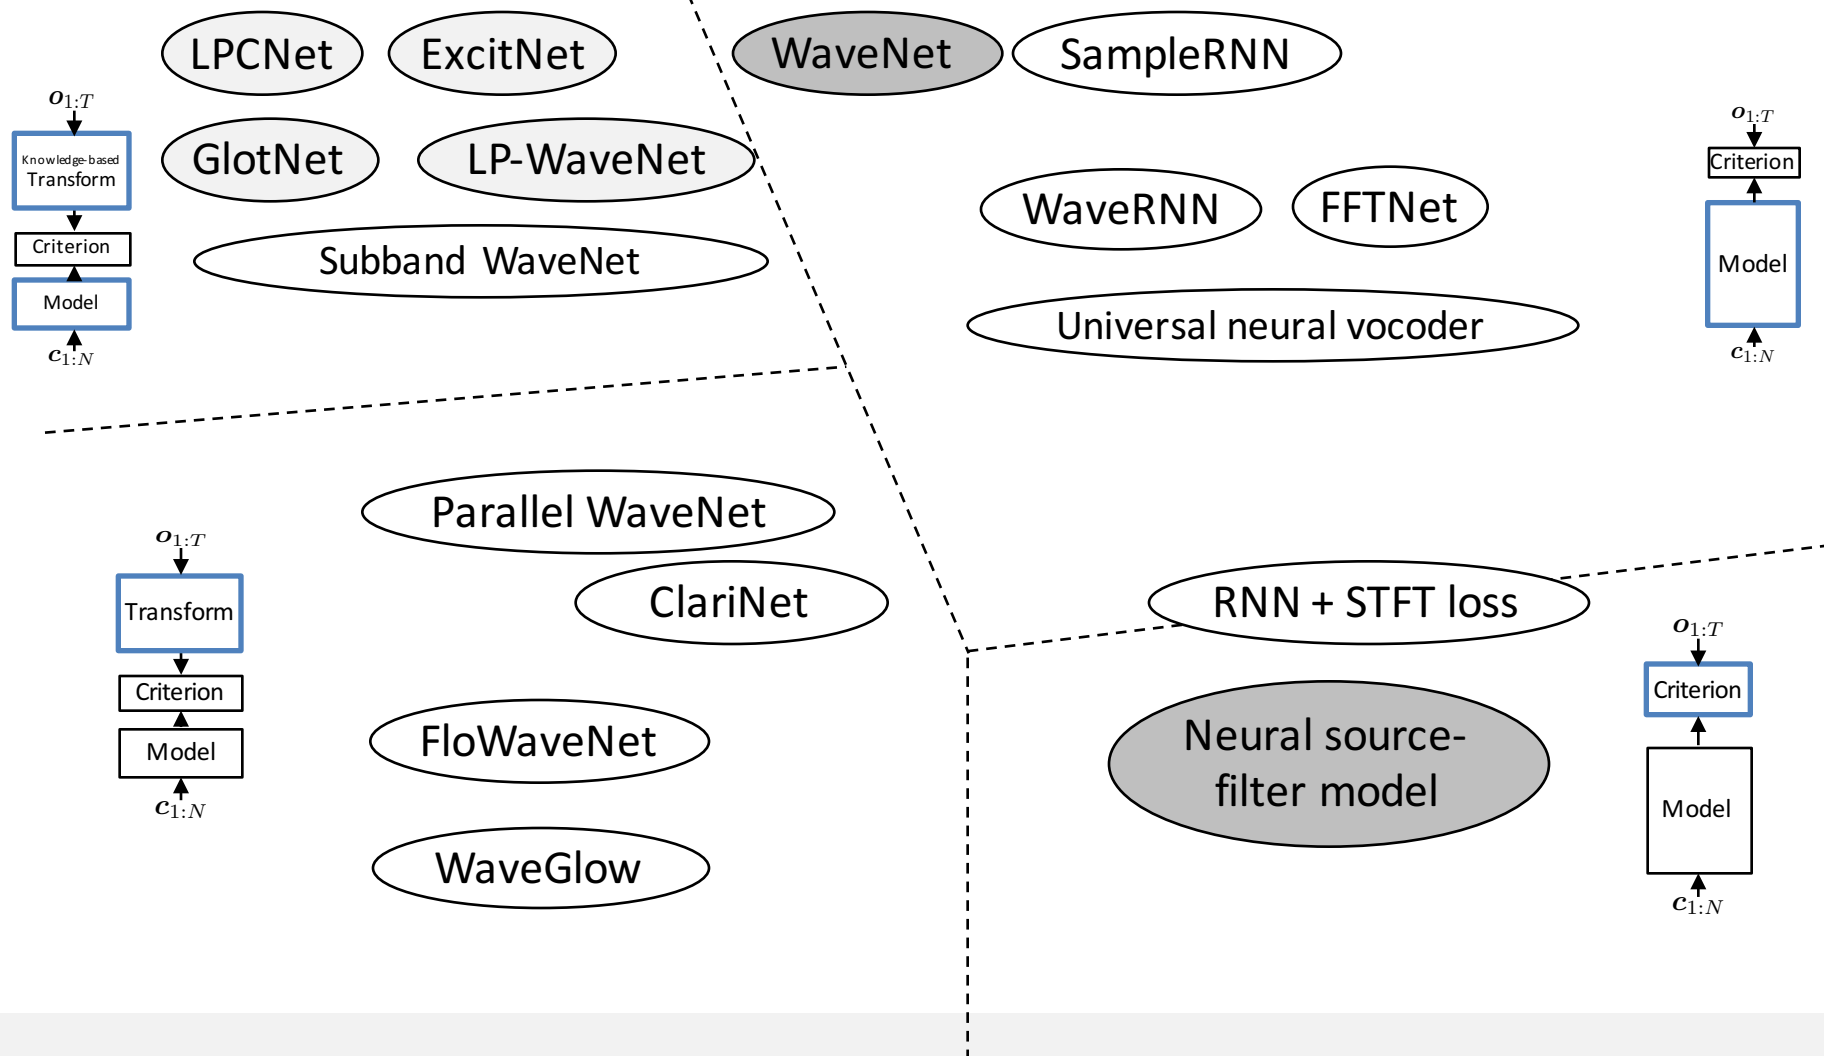 LPCNet
ExcitNet
WaveNet
SampleRNN
o1:T
Knowledge-based
Transform
Criterion
Model
c1:N
GlotNet
LP-WaveNet
Subband WaveNet
WaveRNN
FFTNet
Universal neural vocoder
o1:T
Criterion
Model
c1:N
Parallel WaveNet
ClariNet
o1:T
Transform
Criterion
Model
c1:N
FloWaveNet
WaveGlow
RNN + STFT loss
Neural source-
filter model
o1:T
Criterion
Model
c1:N